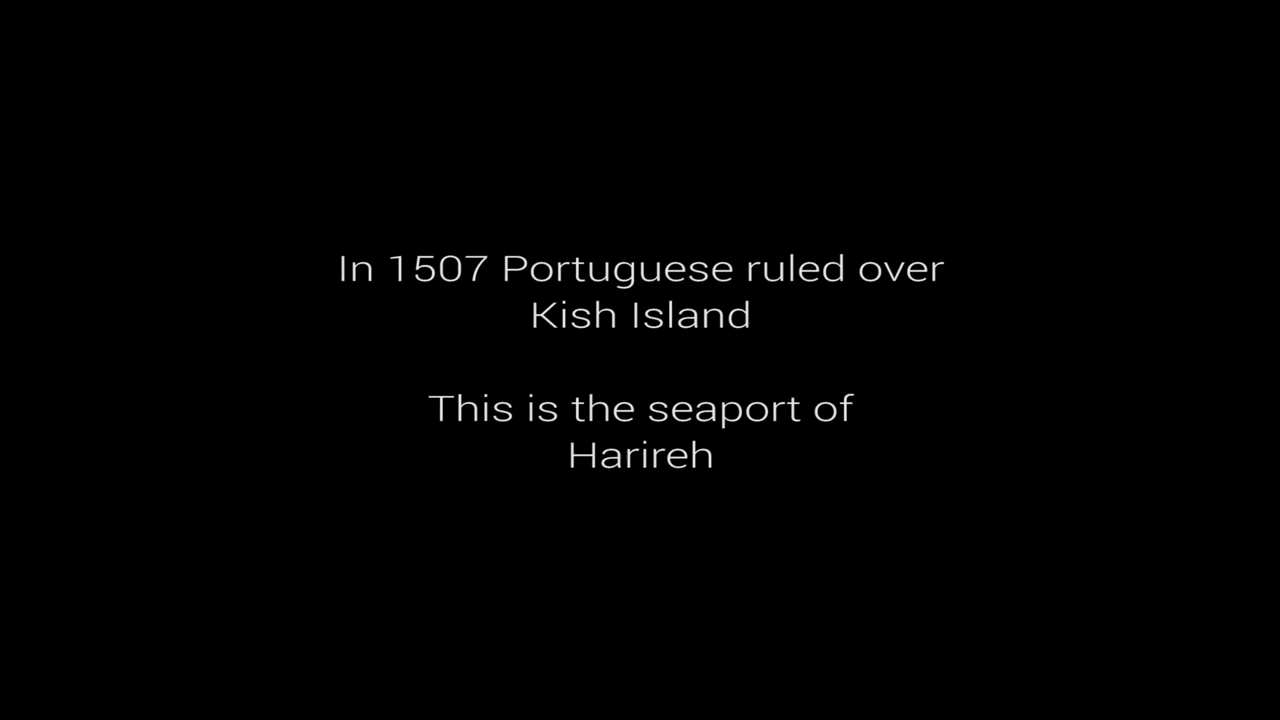 In 1507 Portuguese ruled over
Kish Island
This is the seaport of
Harireh